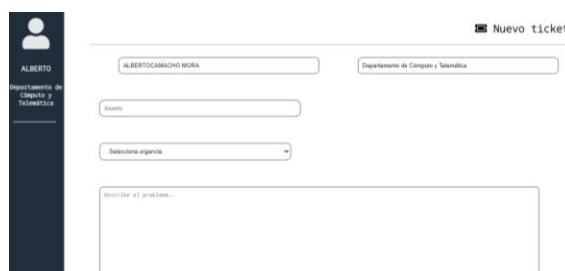 Nuevo ticket
ALBERTO
Departamento de
Cómputo y
Telemática
ALBERTOCAMACHO MORA
Departamento de Cómputo y Telemática
Asunto
..Selecciona urgencia..
Describe el problema..